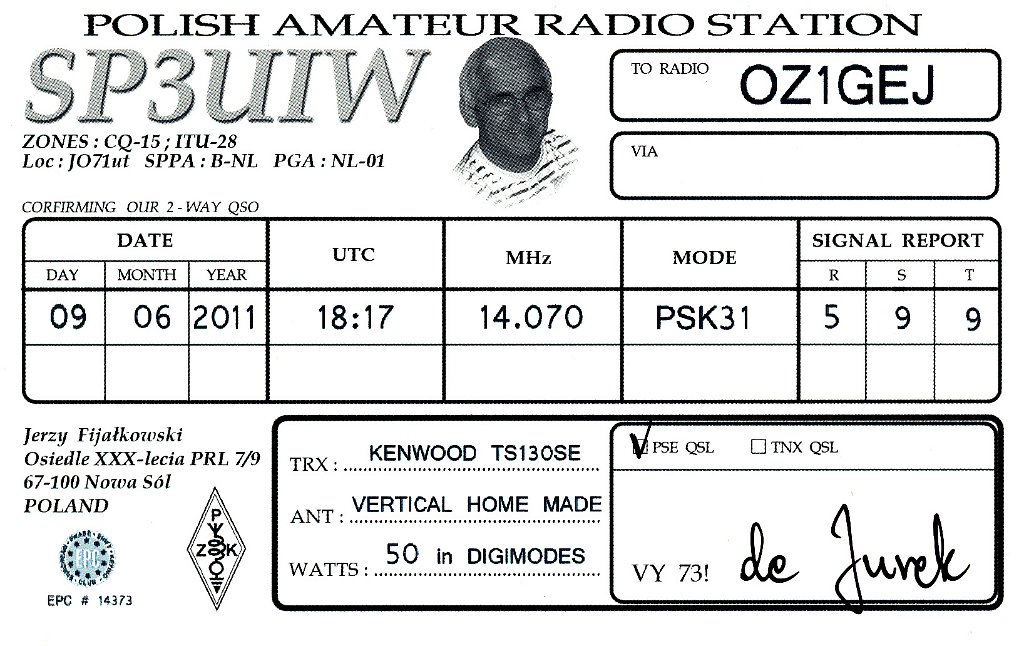 POLISH AMATEUR RADIO STATION
SP3UIW
ZONES : CQ-15 ; ITU-28
Loc : JO71ut SPPA : B-NL PGA : NL-01
TO RADIO OZ1GEJ
VIA
CORFIRMING OUR 2 - WAY QSO
DATE UTC MHz MODE SIGNAL REPORT
DAY MONTH YEAR R S T
09 06 2011 18:17 14.070 PSK31 5 9 9
Jerzy Fijałkowski
Osiedle XXX-lecia PRL 7/9
67-100 Nowa Sól
POLAND
EPC
EPC # 14373
P
Z K
TRX : KENWOOD TS130SE
ANT : VERTICAL HOME MADE
WATTS : 50 in DIGIMODES
PSE QSL TNX QSL
VY 73! de Jurek